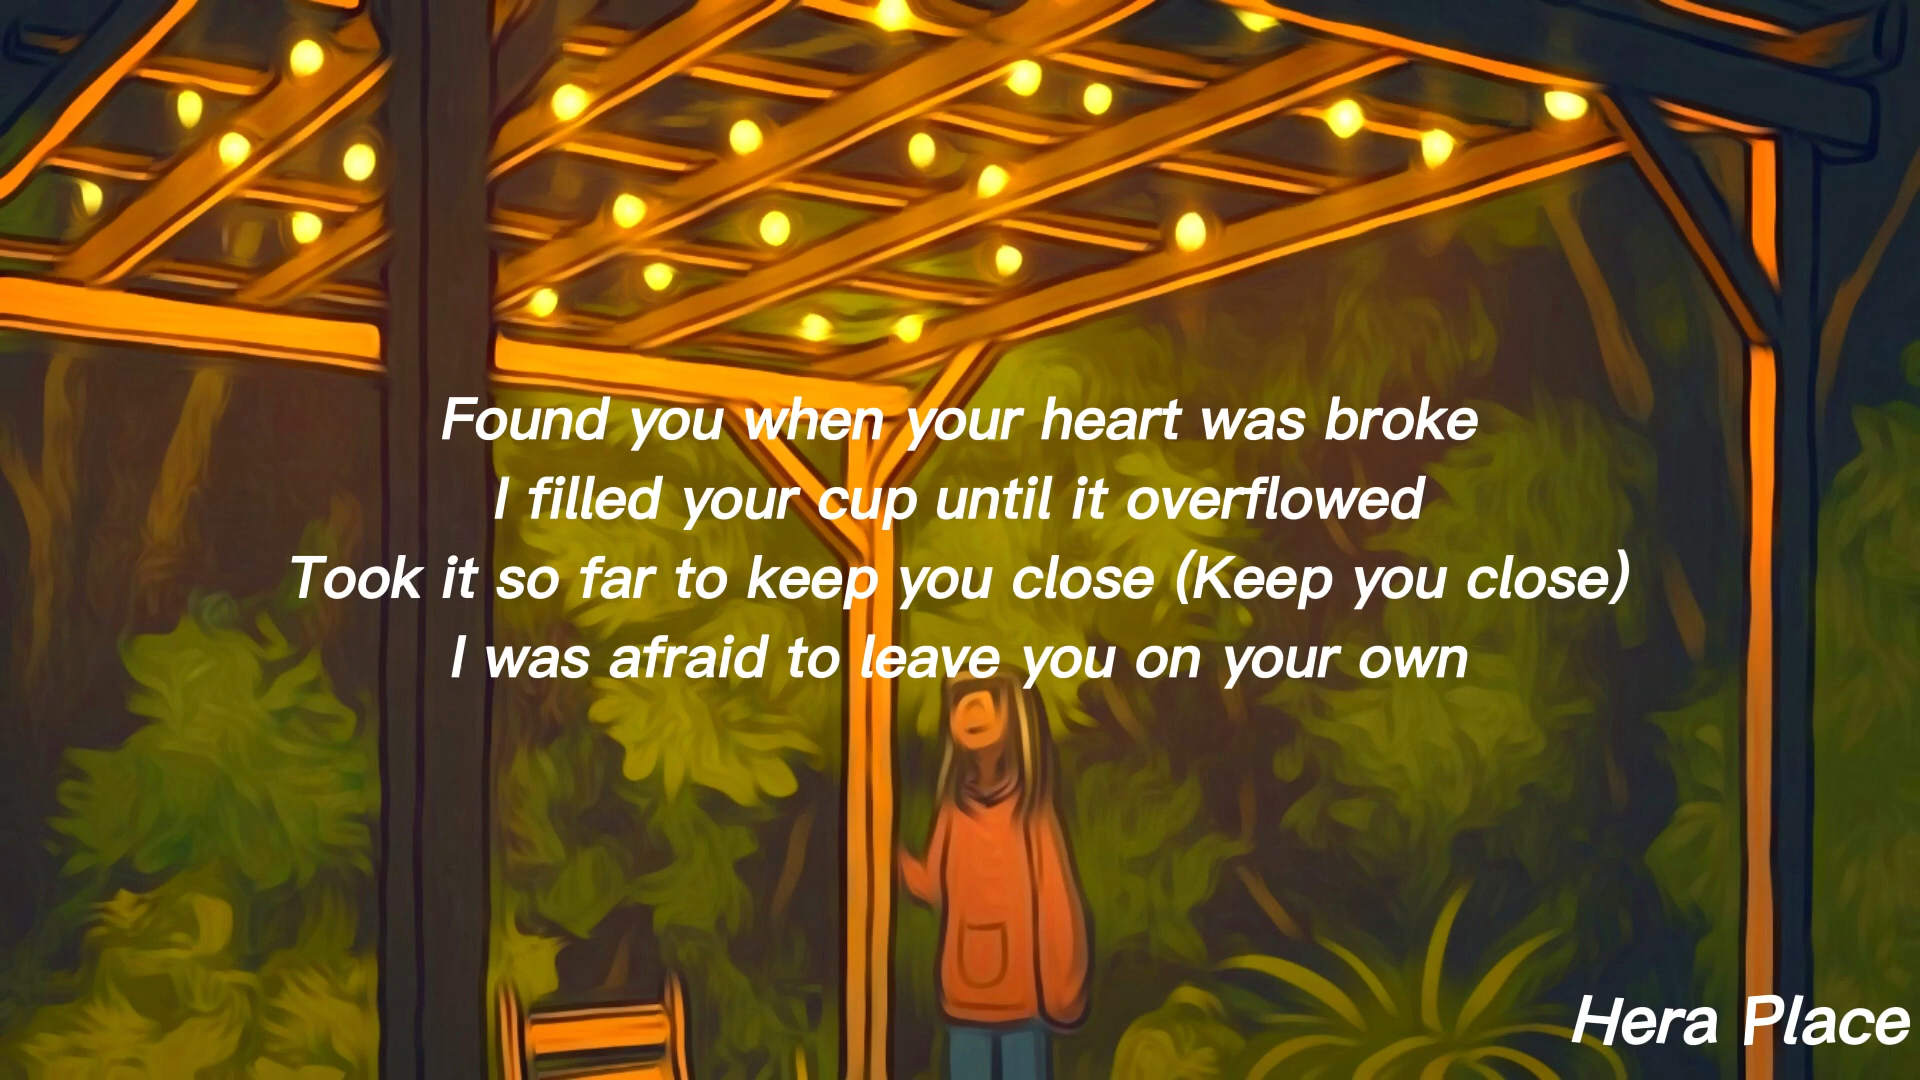 Found you when your heart was broke
I filled your cup until it overflowed
Took it so far to keep you close (Keep you close)
I was afraid to leave you on your own
Hera Place